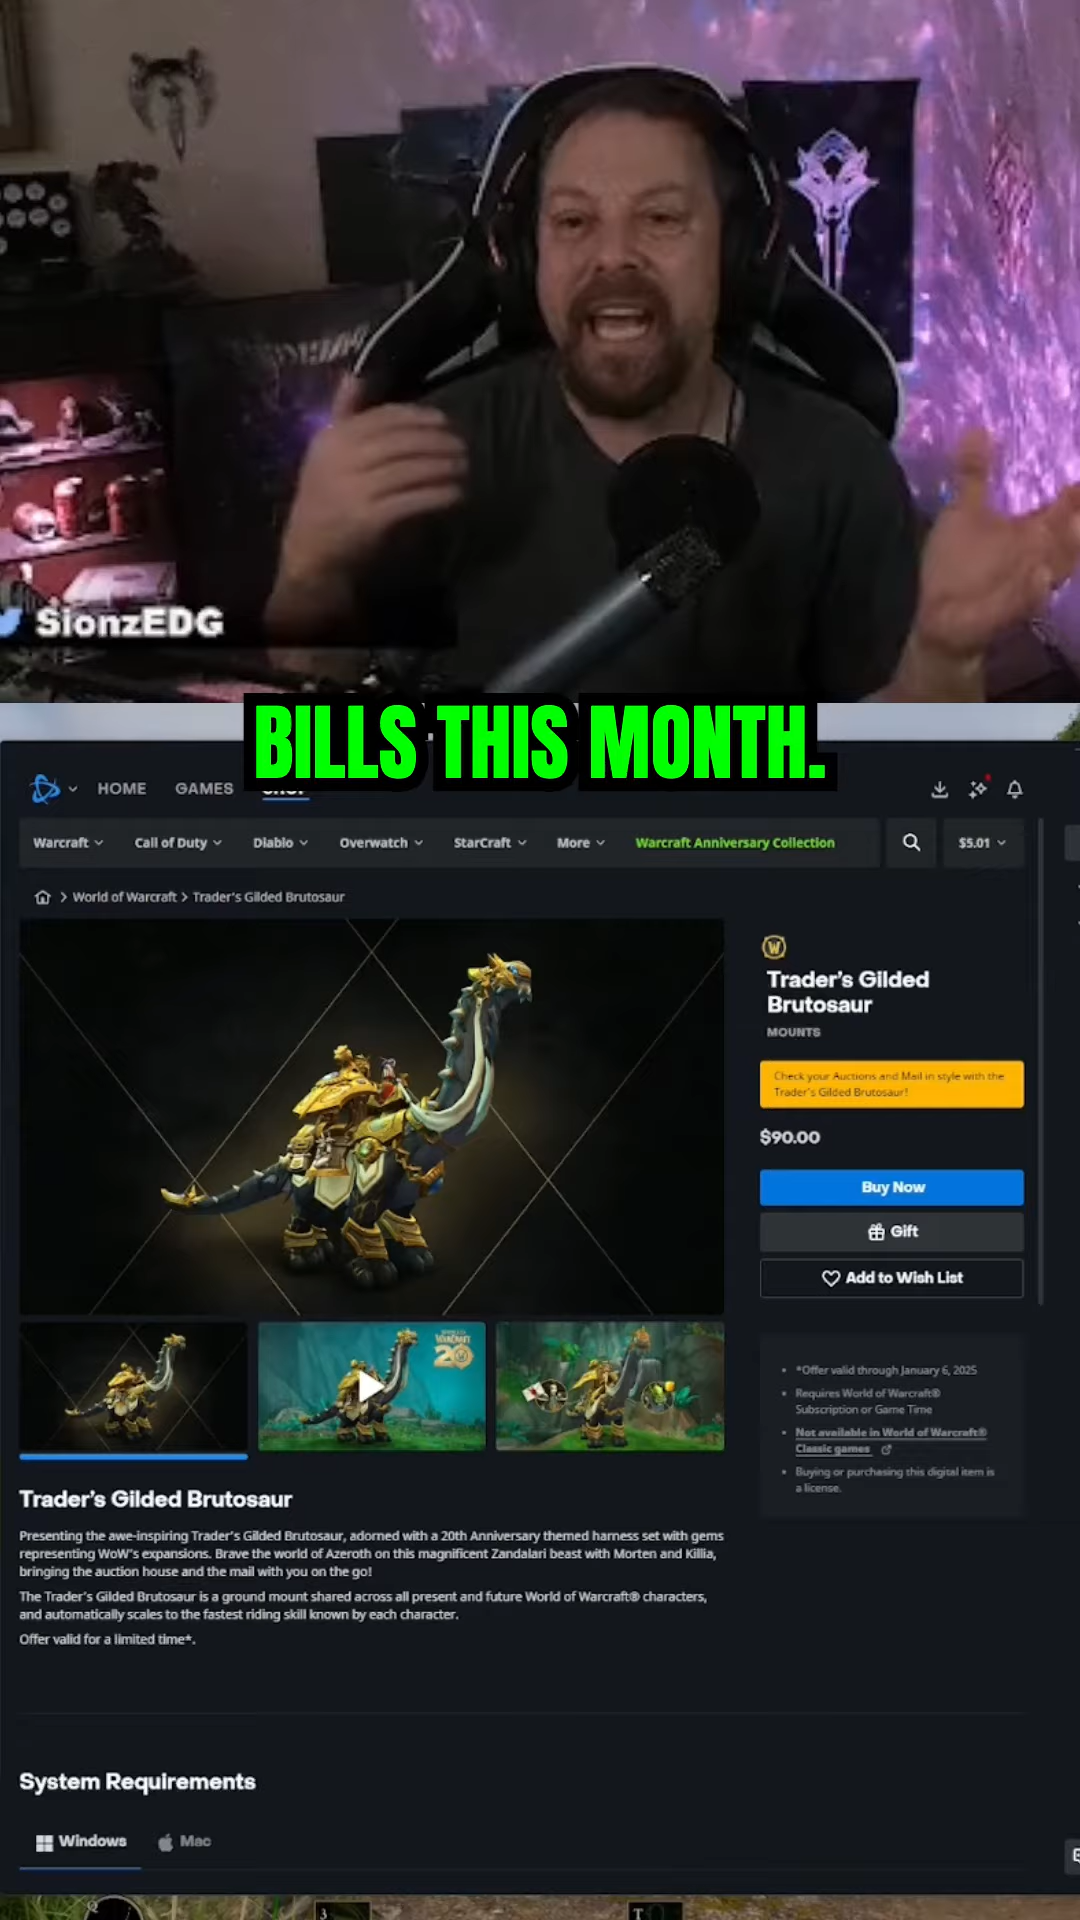 SionzEDG
BILLS THIS MONTH.
HOME GAMES
Warcraft Call of Duty Diablo Overwatch StarCraft More Warcraft Anniversary Collection $5.01
World of Warcraft > Trader's Gilded Brutosaur
Trader's Gilded
Brutosaur
MOUNTS
Check your Auctions and Mail in style with the
Trader's Gilded Brutosaur!
$90.00
Buy Now
Gift
Add to Wish List
WARCRAFT
20
• *Offer valid through January 6, 2025
• Requires World of Warcraft®
Subscription or Game Time
• Not available in World of Warcraft®
Classic games
• Buying or purchasing this digital item is
a license.
Trader's Gilded Brutosaur
Presenting the awe-inspiring Trader's Gilded Brutosaur, adorned with a 20th Anniversary themed harness set with gems
representing WoW's expansions. Brave the world of Azeroth on this magnificent Zandalari beast with Morten and Killia,
bringing the auction house and the mail with you on the go!
The Trader's Gilded Brutosaur is a ground mount shared across all present and future World of Warcraft® characters,
and automatically scales to the fastest riding skill known by each character.
Offer valid for a limited time*.
System Requirements
Windows Mac
Q 3 T